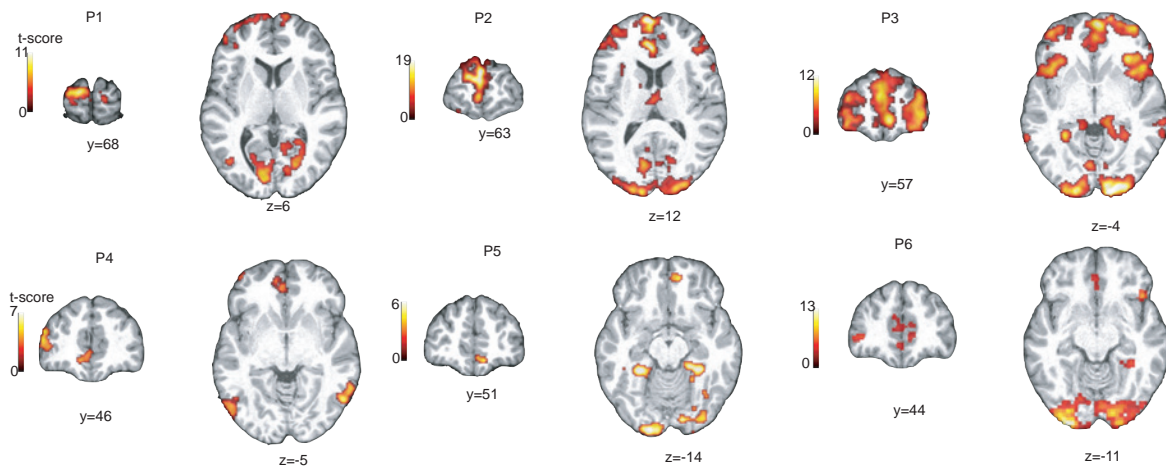 P1
t-score
11
0
y=68
z=6
P2
19
0
y=63
z=12
P3
12
0
y=57
z=-4
P4
t-score
7
0
y=46
z=-5
P5
6
0
y=51
z=-14
P6
13
0
y=44
z=-11